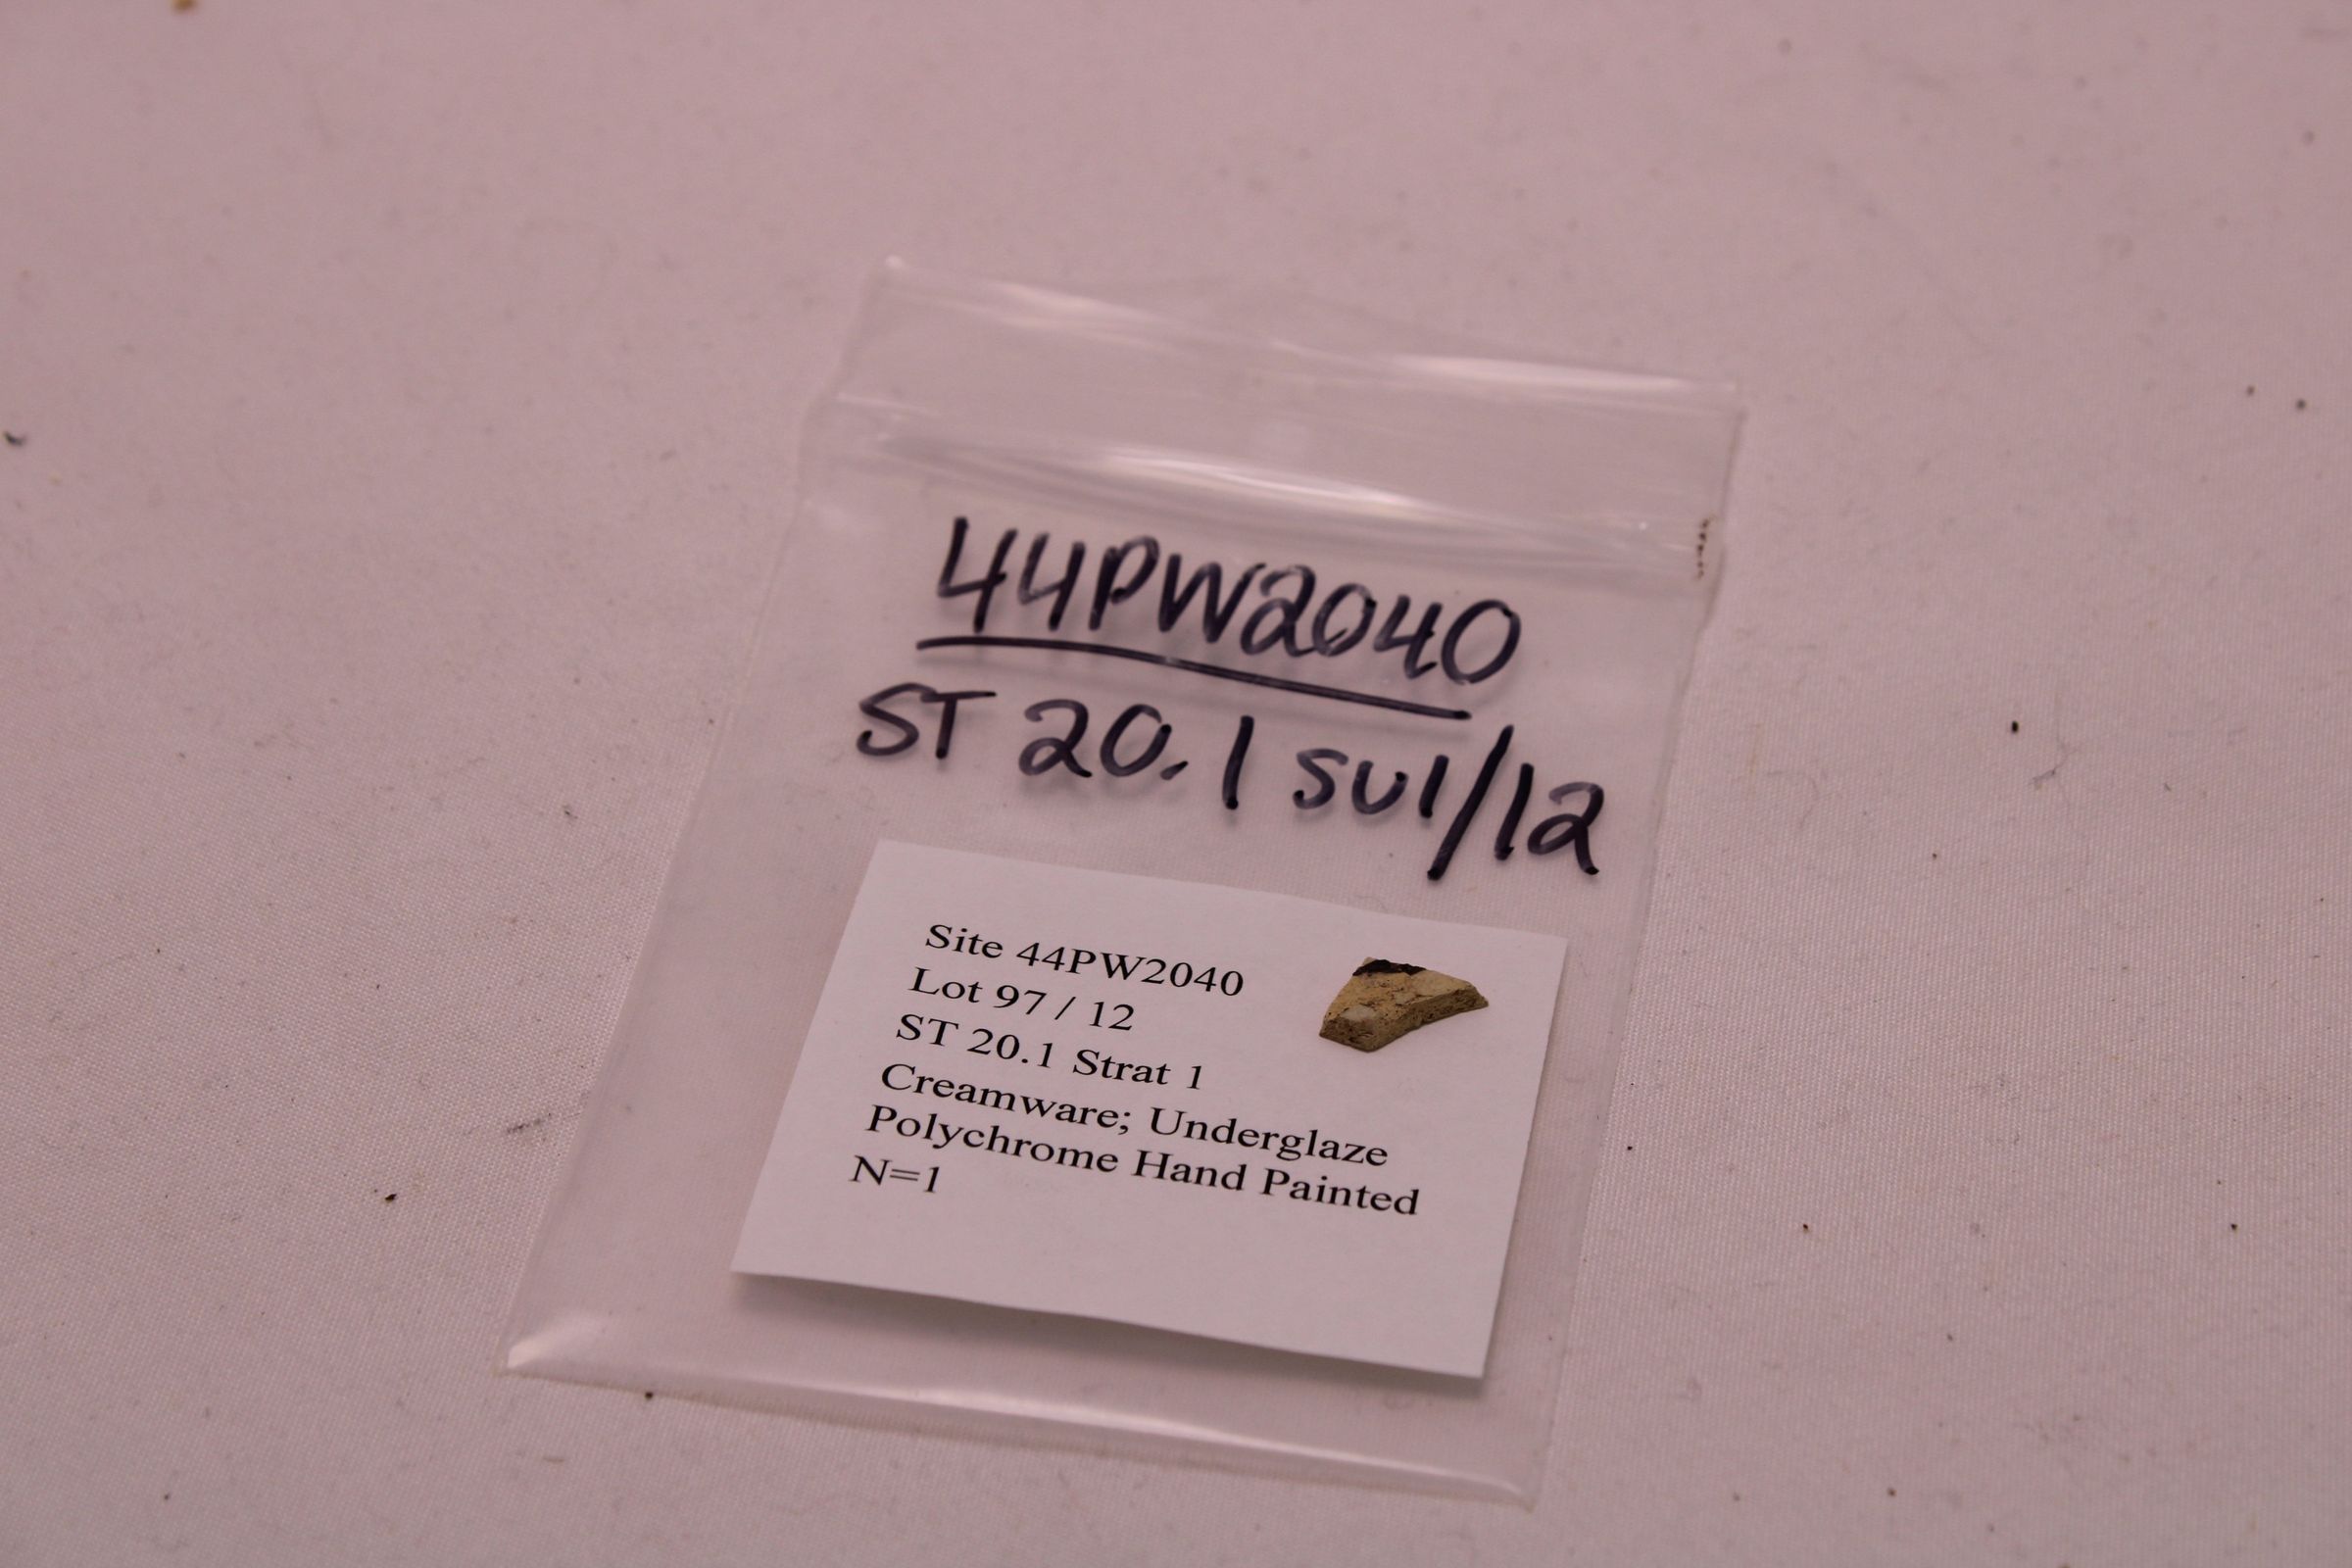 44PW2040
ST 20.1 SU1/12
Site 44PW2040
Lot 97 / 12
ST 20.1 Strat 1
Creamware; Underglaze
Polychrome Hand Painted
N=1